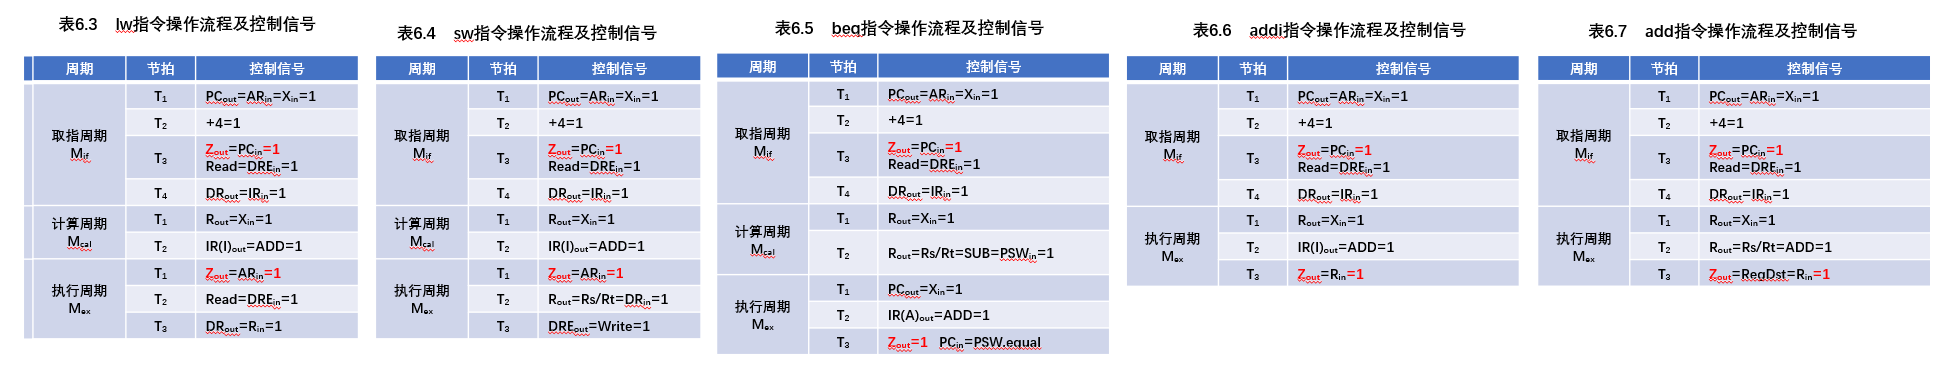 表6.3 lw指令操作流程及控制信号
周期 节拍 控制信号
取指周期 Mif
T₁ PCout=ARin=Xin=1
T₂ +4=1
T₃ Zout=PCin=1
Read=DREin=1
T₄ DRout=IRin=1
计算周期 Mcal
T₁ Rout=Xin=1
T₂ IR(I)out=ADD=1
执行周期 Mex
T₁ Zout=ARin=1
T₂ Read=DREin=1
T₃ DRout=Rin=1
表6.4 sw指令操作流程及控制信号
周期 节拍 控制信号
取指周期 Mif
T₁ PCout=ARin=Xin=1
T₂ +4=1
T₃ Zout=PCin=1
Read=DREin=1
T₄ DRout=IRin=1
计算周期 Mcal
T₁ Rout=Xin=1
T₂ IR(I)out=ADD=1
执行周期 Mex
T₁ Zout=ARin=1
T₂ Rout=Rs/Rt=DRin=1
T₃ DREout=Write=1
表6.5 beq指令操作流程及控制信号
周期 节拍 控制信号
取指周期 Mif
T₁ PCout=ARin=Xin=1
T₂ +4=1
T₃ Zout=PCin=1
Read=DREin=1
T₄ DRout=IRin=1
计算周期 Mcal
T₁ Rout=Xin=1
T₂ Rout=Rs/Rt=SUB=PSWin=1
执行周期 Mex
T₁ PCout=Xin=1
T₂ IR(A)out=ADD=1
T₃ Zout=1 PCin=PSW.equal
表6.6 addi指令操作流程及控制信号
周期 节拍 控制信号
取指周期 Mif
T₁ PCout=ARin=Xin=1
T₂ +4=1
T₃ Zout=PCin=1
Read=DREin=1
T₄ DRout=IRin=1
执行周期 Mex
T₁ Rout=Xin=1
T₂ IR(I)out=ADD=1
T₃ Zout=Rin=1
表6.7 add指令操作流程及控制信号
周期 节拍 控制信号
取指周期 Mif
T₁ PCout=ARin=Xin=1
T₂ +4=1
T₃ Zout=PCin=1
Read=DREin=1
T₄ DRout=IRin=1
执行周期 Mex
T₁ Rout=Xin=1
T₂ Rout=Rs/Rt=ADD=1
T₃ Zout=RegDst=Rin=1